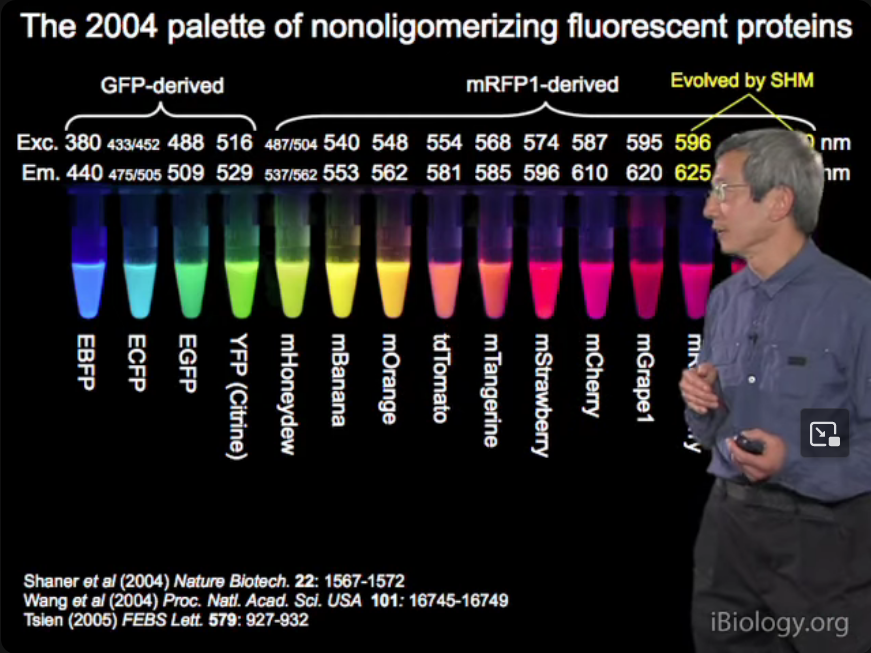 The 2004 palette of nonoligomerizing fluorescent proteins
GFP-derived
mRFP1-derived
Evolved by SHM
Exc. 380 433/452 488 516 487/504 540 548 554 568 574 587 595 596 nm
Em. 440 475/505 509 529 537/562 553 562 581 585 596 610 620 625 nm
EBFP
ECFP
EGFP
YFP (Citrine)
mHoneydew
mBanana
mOrange
tdTomato
mTangerine
mStrawberry
mCherry
mGrape1
Shaner et al (2004) Nature Biotech. 22: 1567-1572
Wang et al (2004) Proc. Natl. Acad. Sci. USA 101: 16745-16749
Tsien (2005) FEBS Lett. 579: 927-932
iBiology.org